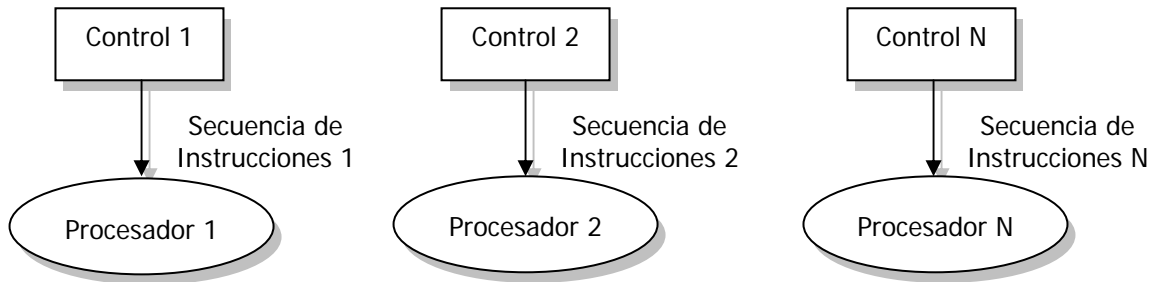 Control 1
Control 2
Control N
Secuencia de
Instrucciones 1
Secuencia de
Instrucciones 2
Secuencia de
Instrucciones N
Procesador 1
Procesador 2
Procesador N